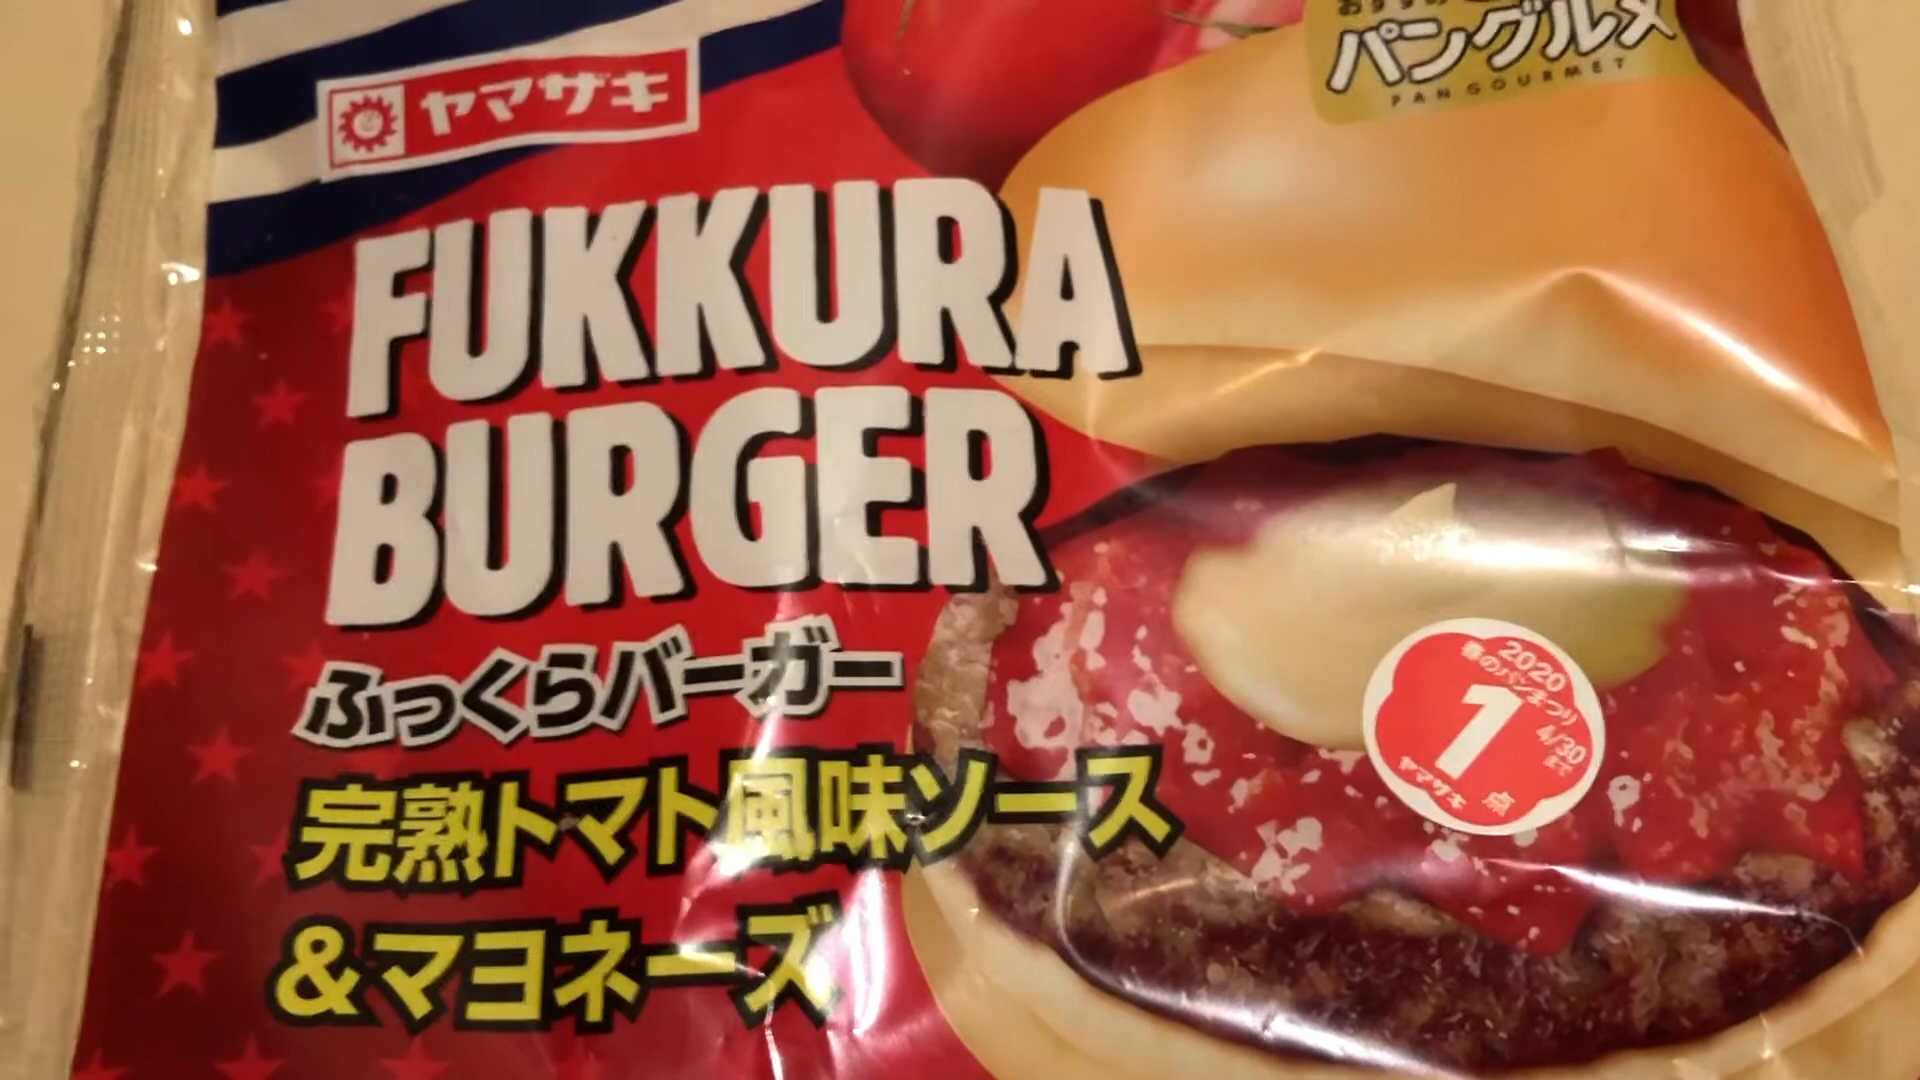 ヤマザキ
パングルメ
PAN GOURMET
FUKKURA
BURGER
ふっくらバーガー
完熟トマト風味ソース
&マヨネーズ
2020
春のパンまつり
4/30
まで
1
点
ヤマザキ